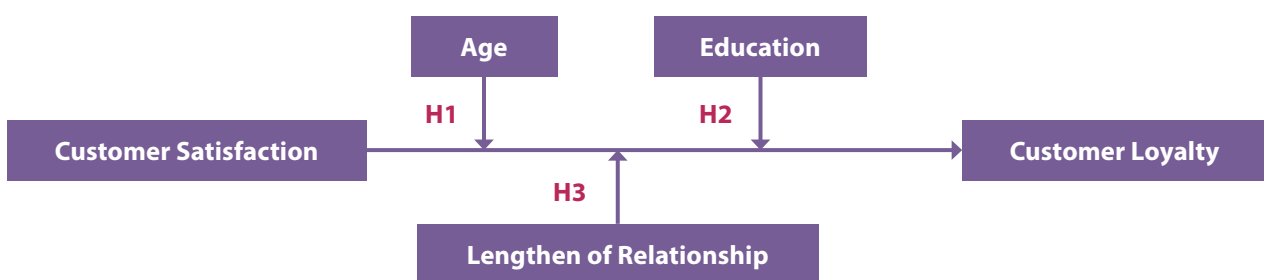 Age
Education
H1
H2
Customer Satisfaction
Customer Loyalty
H3
Lengthen of Relationship